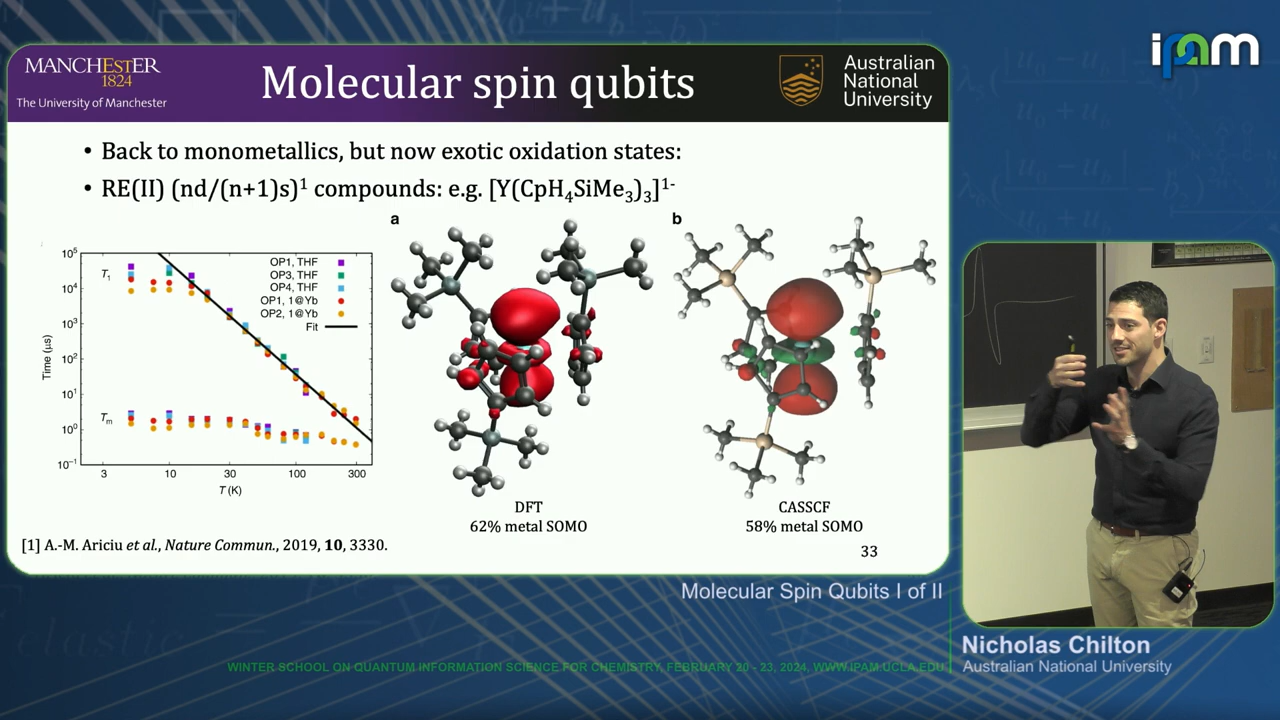 MANCHESTER
1824
The University of Manchester
Molecular spin qubits
Australian
National
University
ipam
• Back to monometallics, but now exotic oxidation states:
• RE(II) (nd/(n+1)s)¹ compounds: e.g. [Y(CpH₄SiMe₃)₃]¹⁻
a
b
10⁵
10⁴
10³
10²
10¹
10⁰
10⁻¹
Time (μs)
T₁
Tₘ
OP1, THF
OP3, THF
OP4, THF
OP1, 1@Yb
OP2, 1@Yb
Fit
3
10
30
100
300
T (K)
DFT
62% metal SOMO
CASSCF
58% metal SOMO
[1] A.-M. Ariciu et al., Nature Commun., 2019, 10, 3330.
33
Molecular Spin Qubits I of II
Nicholas Chilton
Australian National University
WINTER SCHOOL ON QUANTUM INFORMATION SCIENCE FOR CHEMISTRY, FEBRUARY 20 - 23, 2024, WWW.IPAM.UCLA.EDU
elastic